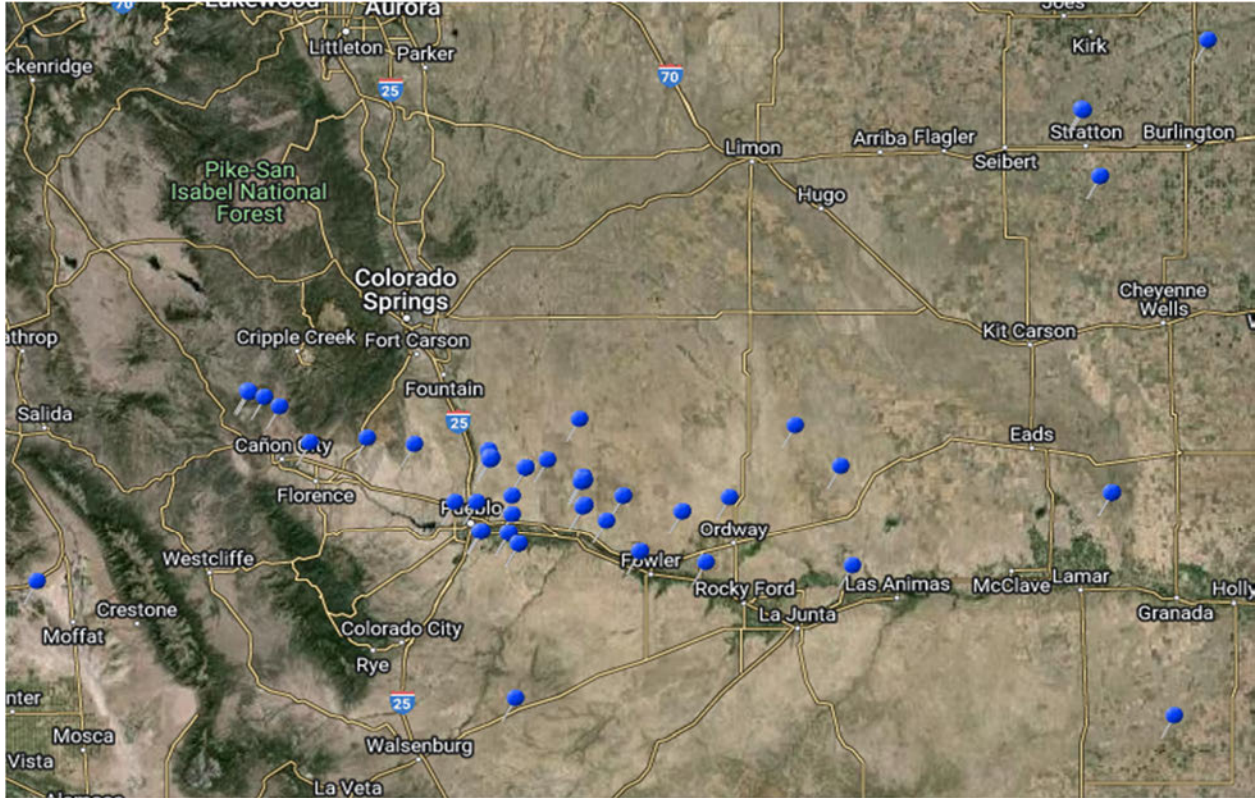 70
Lakewood
Aurora
Joes
Littleton
Parker
Kirk
ckenridge
25
70
Limon
Arriba
Flagler
Stratton
Burlington
Seibert
Pike-San
Isabel National
Forest
Hugo
Colorado
Springs
Cheyenne
Wells
athrop
Cripple Creek
Fort Carson
Kit Carson
Fountain
Salida
25
Cañon City
Eads
Florence
Pueblo
Ordway
Westcliffe
Fowler
Rocky Ford
Las Animas
McClave
Lamar
Holly
Crestone
La Junta
Granada
Moffat
Colorado City
Rye
nter
25
Mosca
Walsenburg
Vista
La Veta